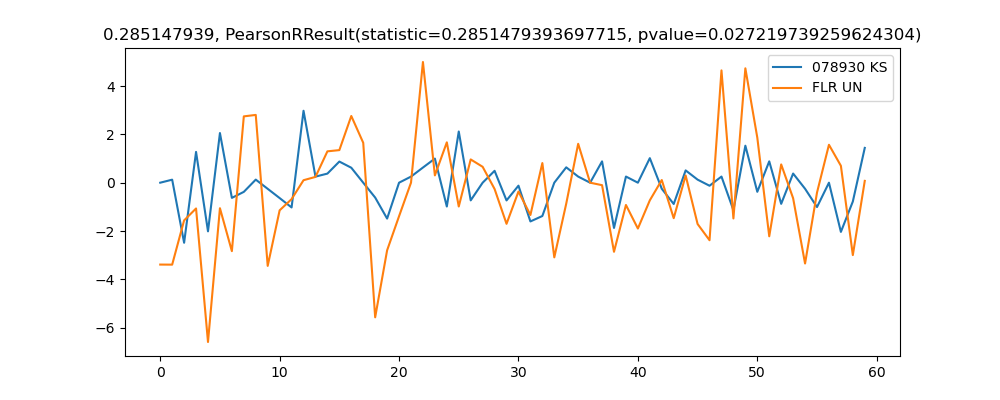 0.285147939, PearsonRResult(statistic=0.2851479393697715, pvalue=0.027219739259624304)
078930 KS
FLR UN
4
2
0
−2
−4
−6
0 10 20 30 40 50 60